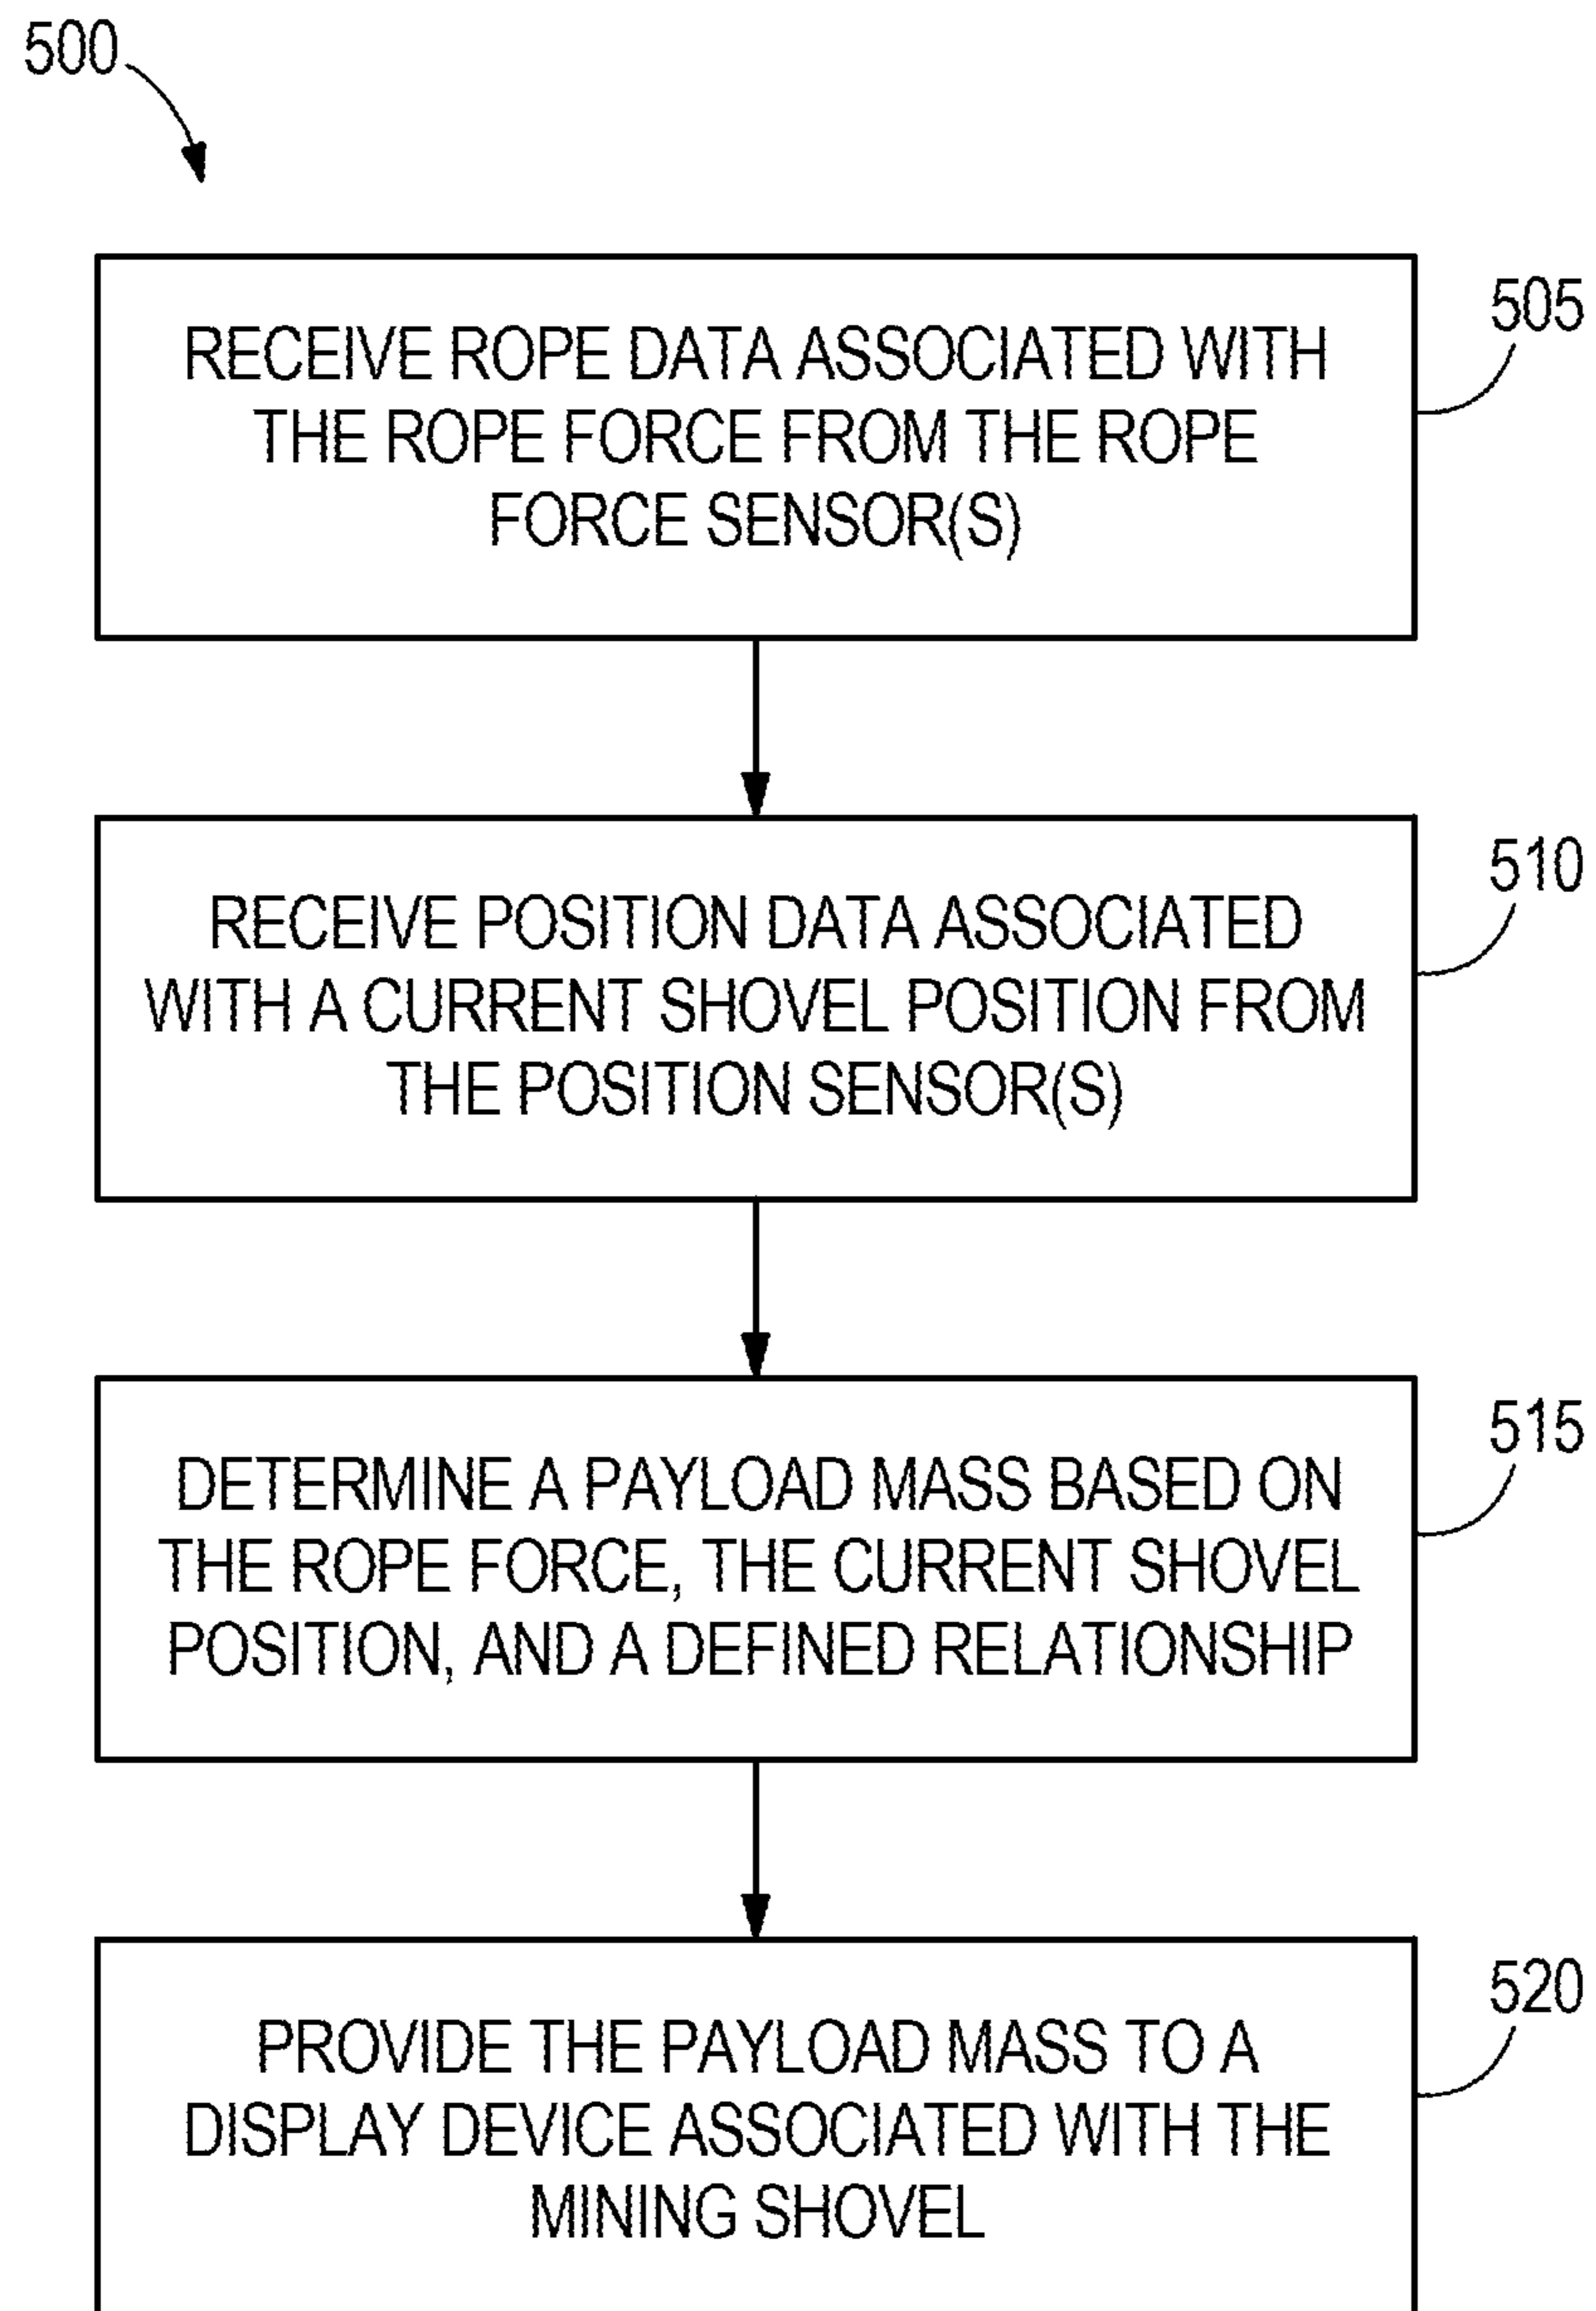 500
505
RECEIVE ROPE DATA ASSOCIATED WITH
THE ROPE FORCE FROM THE ROPE
FORCE SENSOR(S)
510
RECEIVE POSITION DATA ASSOCIATED
WITH A CURRENT SHOVEL POSITION FROM
THE POSITION SENSOR(S)
515
DETERMINE A PAYLOAD MASS BASED ON
THE ROPE FORCE, THE CURRENT SHOVEL
POSITION, AND A DEFINED RELATIONSHIP
520
PROVIDE THE PAYLOAD MASS TO A
DISPLAY DEVICE ASSOCIATED WITH THE
MINING SHOVEL